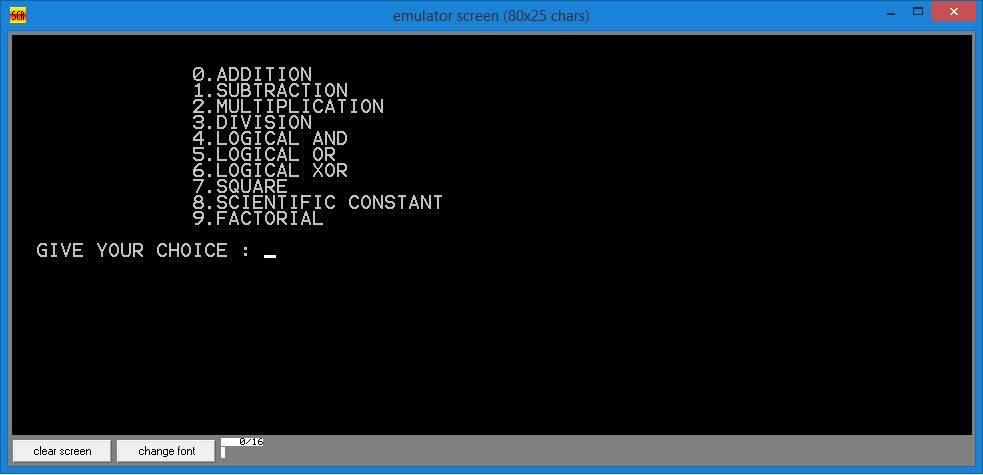 SCR
emulator screen (80x25 chars)
0.ADDITION
1.SUBTRACTION
2.MULTIPLICATION
3.DIVISION
4.LOGICAL AND
5.LOGICAL OR
6.LOGICAL XOR
7.SQUARE
8.SCIENTIFIC CONSTANT
9.FACTORIAL
GIVE YOUR CHOICE : _
clear screen
change font
0/16